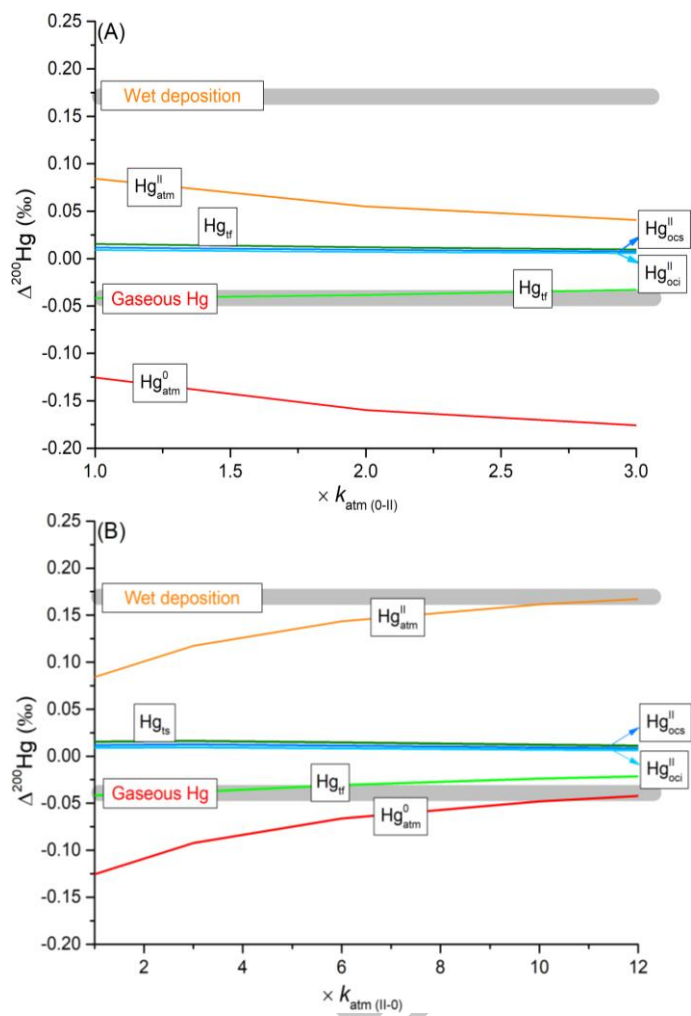 (A)
0.25
0.20
0.15
0.10
0.05
0.00
-0.05
-0.10
-0.15
-0.20
Δ²⁰⁰Hg (‰)
Wet deposition
Hg^II_atm
Hg_tf
Hg^II_ocs
Hg^II_oci
Gaseous Hg
Hg_tf
Hg^0_atm
1.0 1.5 2.0 2.5 3.0
× k_atm (0-II)
(B)
0.25
0.20
0.15
0.10
0.05
0.00
-0.05
-0.10
-0.15
-0.20
Δ²⁰⁰Hg (‰)
Wet deposition
Hg^II_atm
Hg_ts
Hg^II_ocs
Hg^II_oci
Gaseous Hg
Hg_tf
Hg^0_atm
2 4 6 8 10 12
× k_atm (II-0)